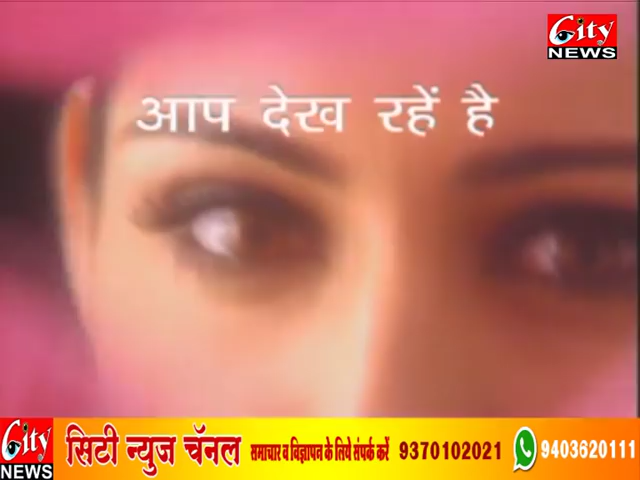 City
NEWS
आप देख रहें है
City
NEWS
सिटी न्युज चॅनल समाचार व विज्ञापन के लिये संपर्क करें 9370102021 9403620111